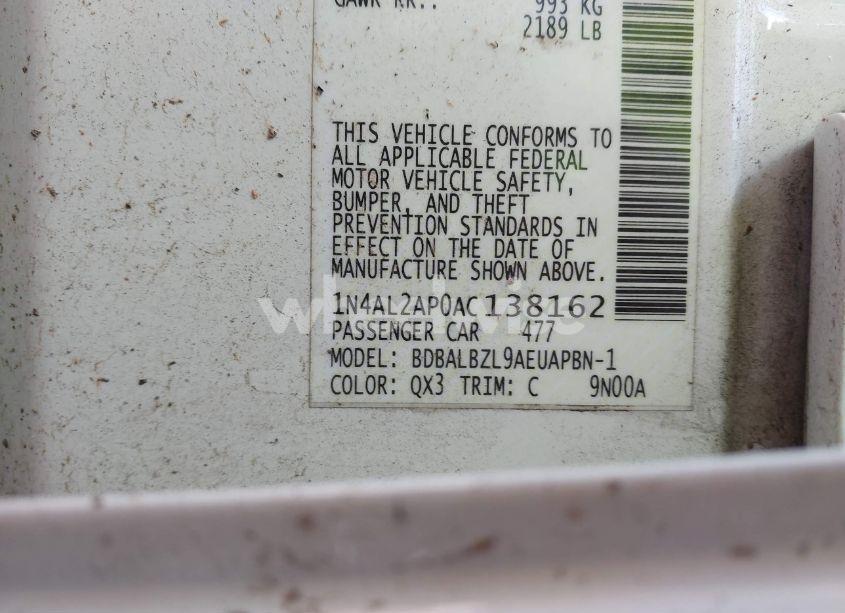 GAWR RR.: 993 KG
2189 LB
THIS VEHICLE CONFORMS TO
ALL APPLICABLE FEDERAL
MOTOR VEHICLE SAFETY,
BUMPER, AND THEFT
PREVENTION STANDARDS IN
EFFECT ON THE DATE OF
MANUFACTURE SHOWN ABOVE.
1N4AL2AP0AC138162
PASSENGER CAR 477
MODEL: BDBALBZL9AEUAPBN-1
COLOR: QX3 TRIM: C 9N00A